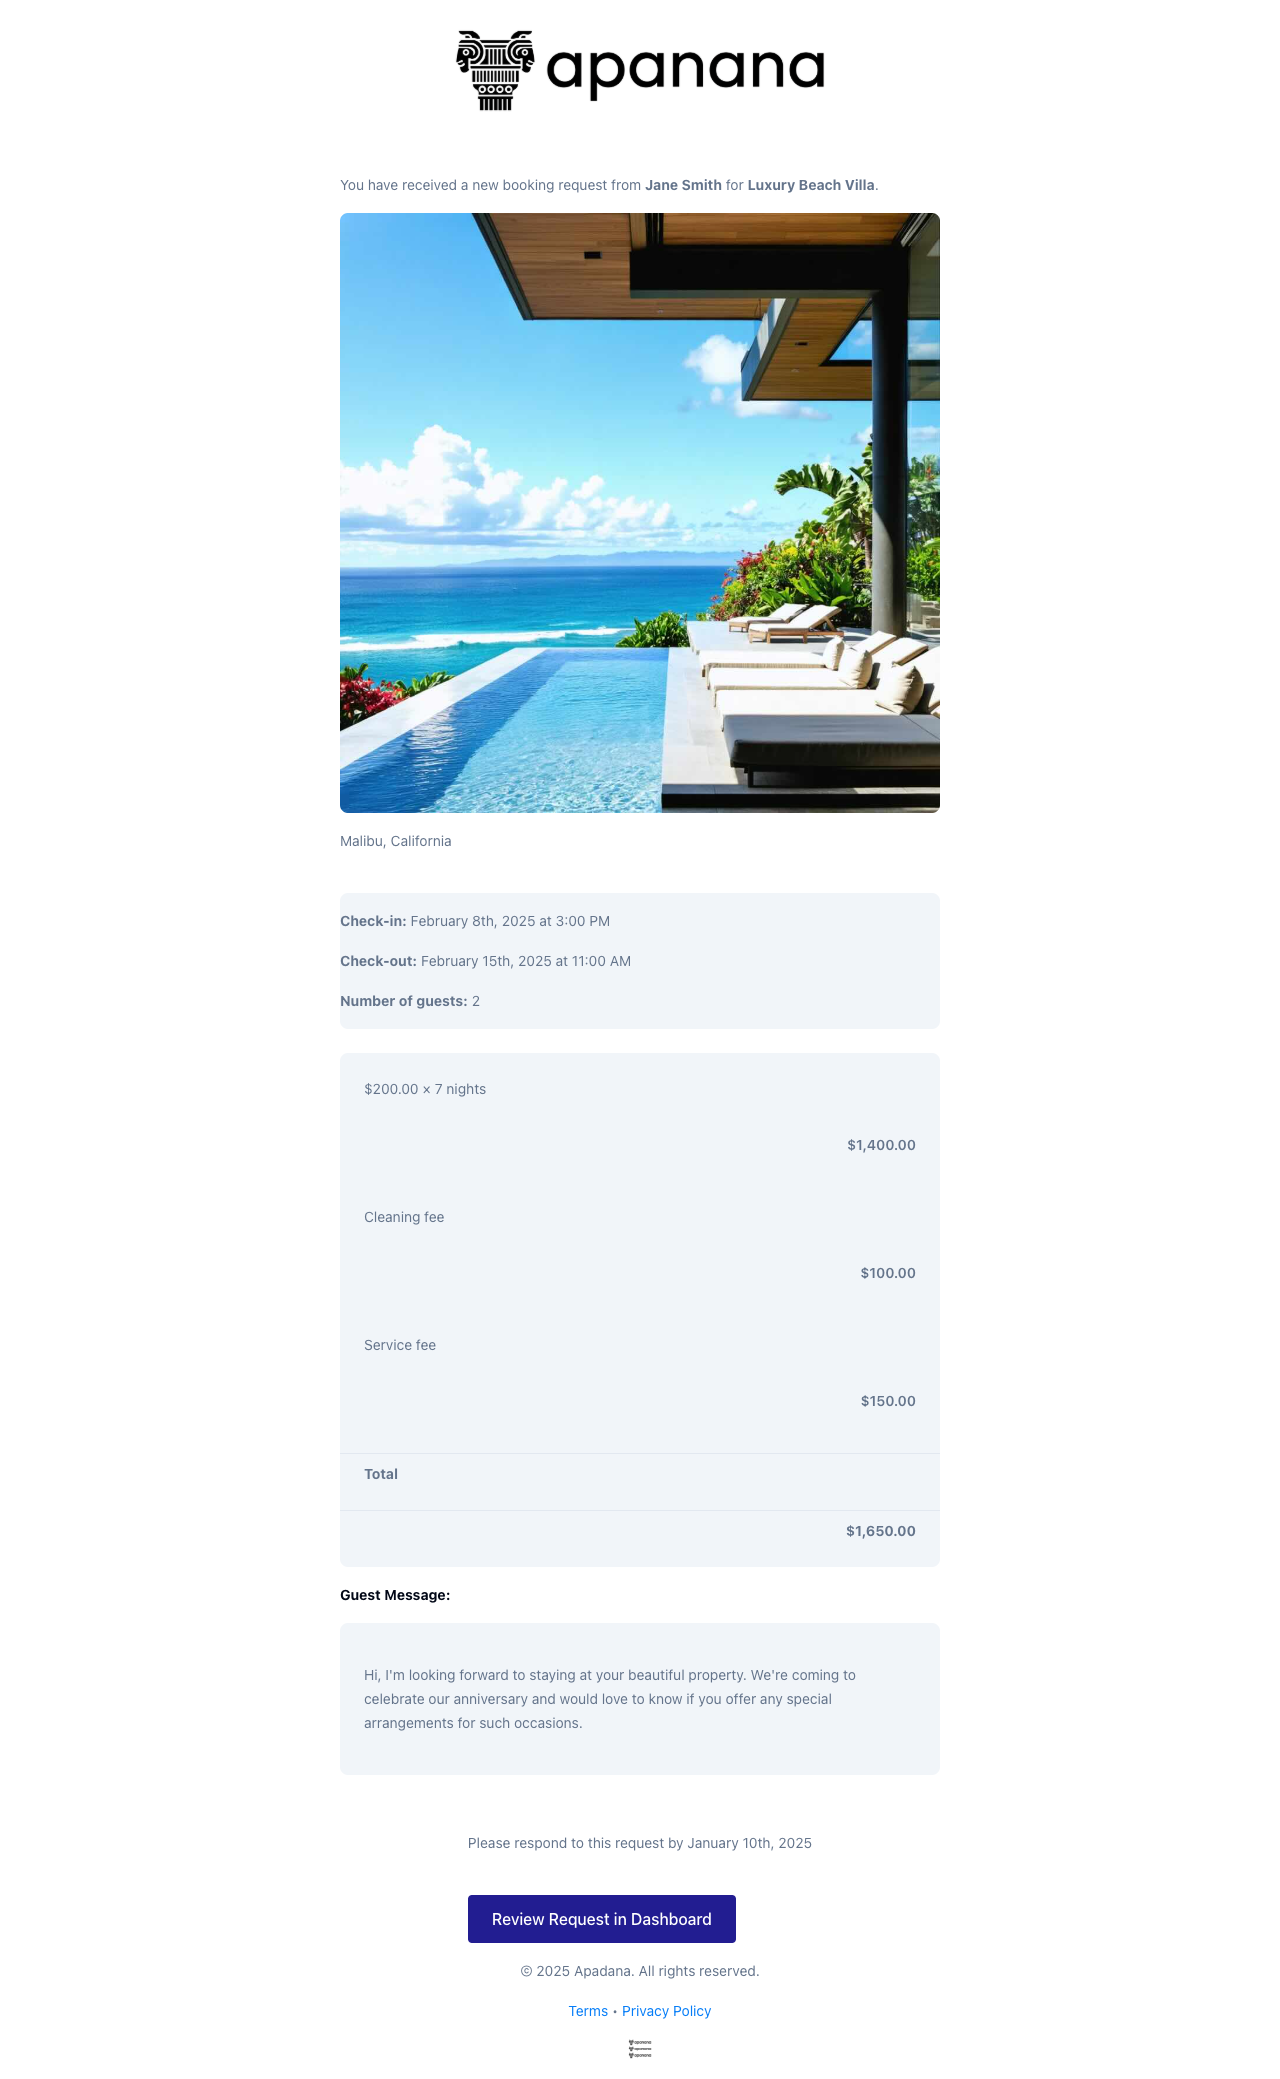 apanana
You have received a new booking request from Jane Smith for Luxury Beach Villa.
Malibu, California
Check-in: February 8th, 2025 at 3:00 PM
Check-out: February 15th, 2025 at 11:00 AM
Number of guests: 2
$200.00 × 7 nights
$1,400.00
Cleaning fee
$100.00
Service fee
$150.00
Total
$1,650.00
Guest Message:
Hi, I'm looking forward to staying at your beautiful property. We're coming to
celebrate our anniversary and would love to know if you offer any special
arrangements for such occasions.
Please respond to this request by January 10th, 2025
Review Request in Dashboard
© 2025 Apadana. All rights reserved.
Terms • Privacy Policy
apanana
apanana
apanana